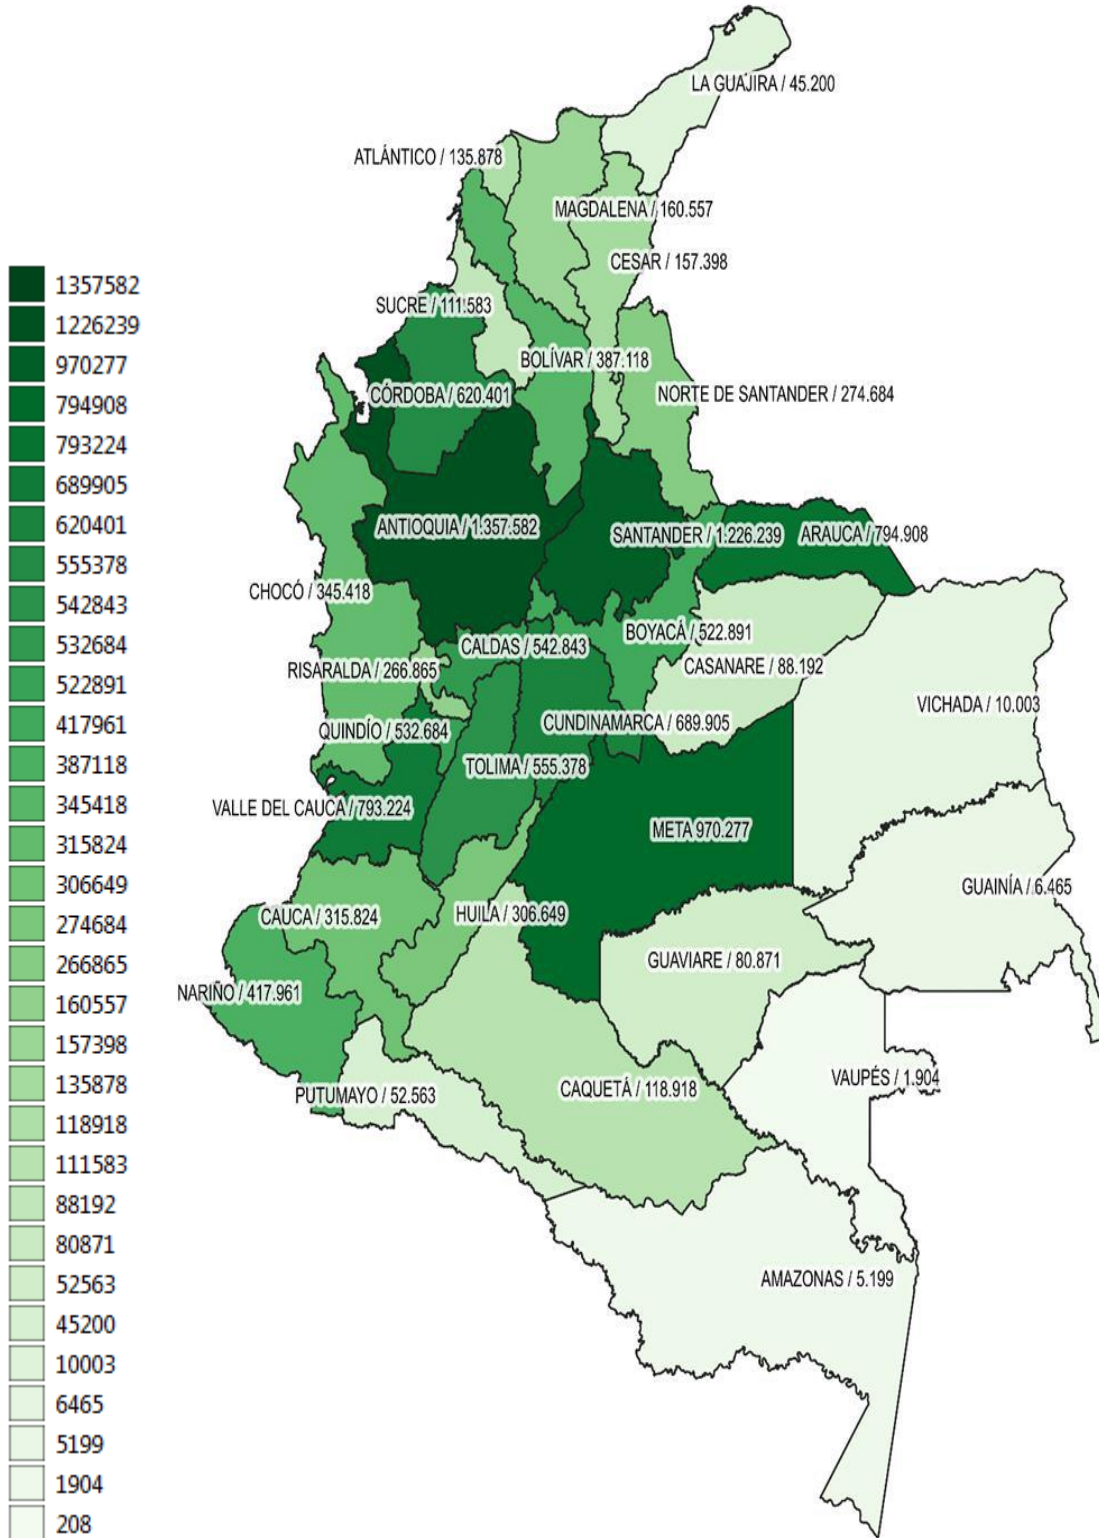 1357582
1226239
970277
794908
793224
689905
620401
555378
542843
532684
522891
417961
387118
345418
315824
306649
274684
266865
160557
157398
135878
118918
111583
88192
80871
52563
45200
10003
6465
5199
1904
208
LA GUAJIRA / 45.200
ATLÁNTICO / 135.878
MAGDALENA / 160.557
CESAR / 157.398
SUCRE / 111.583
BOLÍVAR / 387.118
CÓRDOBA / 620.401
NORTE DE SANTANDER / 274.684
ANTIOQUIA / 1.357.582
SANTANDER / 1.226.239
ARAUCA / 794.908
CHOCÓ / 345.418
BOYACÁ / 522.891
CALDAS / 542.843
CASANARE / 88.192
RISARALDA / 266.865
VICHADA / 10.003
CUNDINAMARCA / 689.905
QUINDÍO / 532.684
TOLIMA / 555.378
VALLE DEL CAUCA / 793.224
META 970.277
GUAINÍA / 6.465
CAUCA / 315.824
HUILA / 306.649
GUAVIARE / 80.871
NARIÑO / 417.961
VAUPÉS / 1.904
CAQUETÁ / 118.918
PUTUMAYO / 52.563
AMAZONAS / 5.199